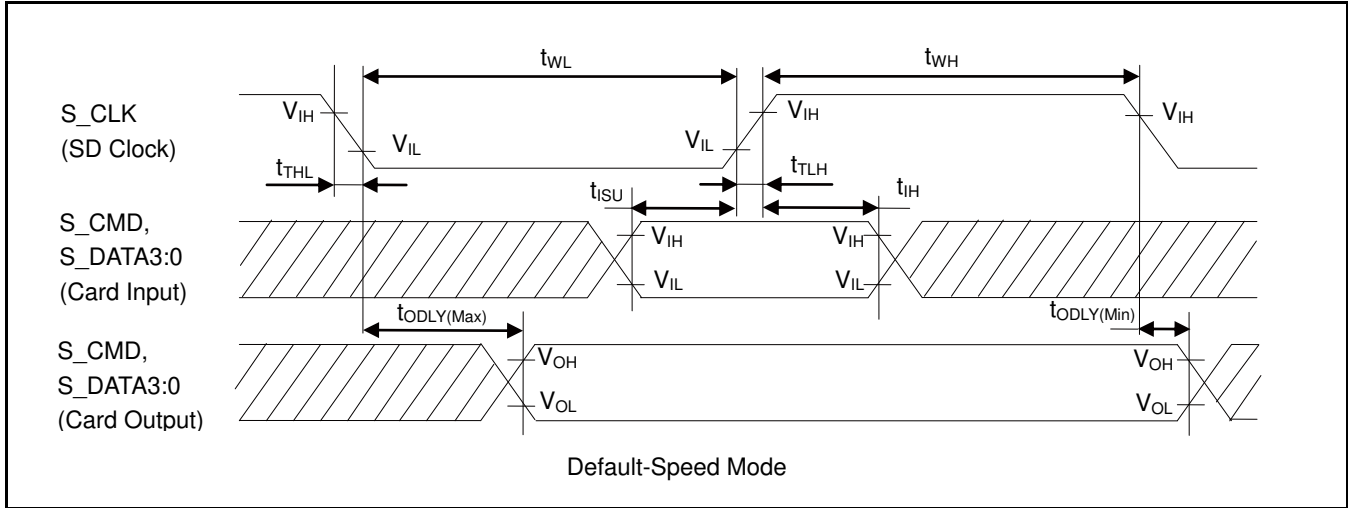 tWL
tWH
S_CLK
(SD Clock)
VIH
VIL
VIL
VIH
VIH
tTHL
tTLH
tISU
tIH
S_CMD,
S_DATA3:0
(Card Input)
VIH
VIL
VIH
VIL
tODLY(Max)
tODLY(Min)
S_CMD,
S_DATA3:0
(Card Output)
VOH
VOL
VOH
VOL
Default-Speed Mode